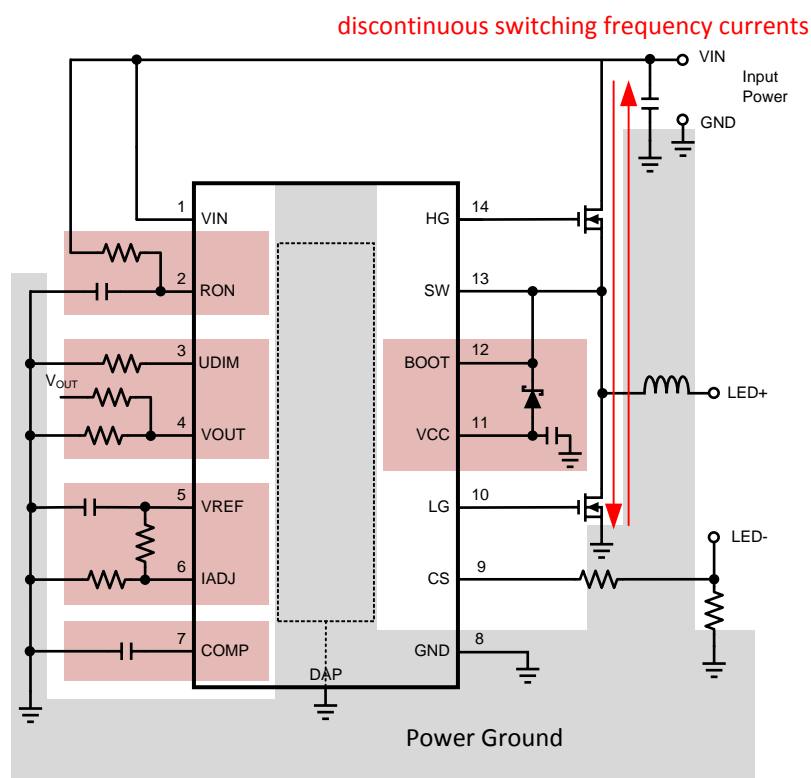 discontinuous switching frequency currents
VIN
Input
Power
GND
1 VIN
HG 14
2 RON
SW 13
3 UDIM
BOOT 12
VOUT
4 VOUT
VCC 11
LED+
5 VREF
LG 10
LED-
6 IADJ
CS 9
7 COMP
GND 8
DAP
Power Ground